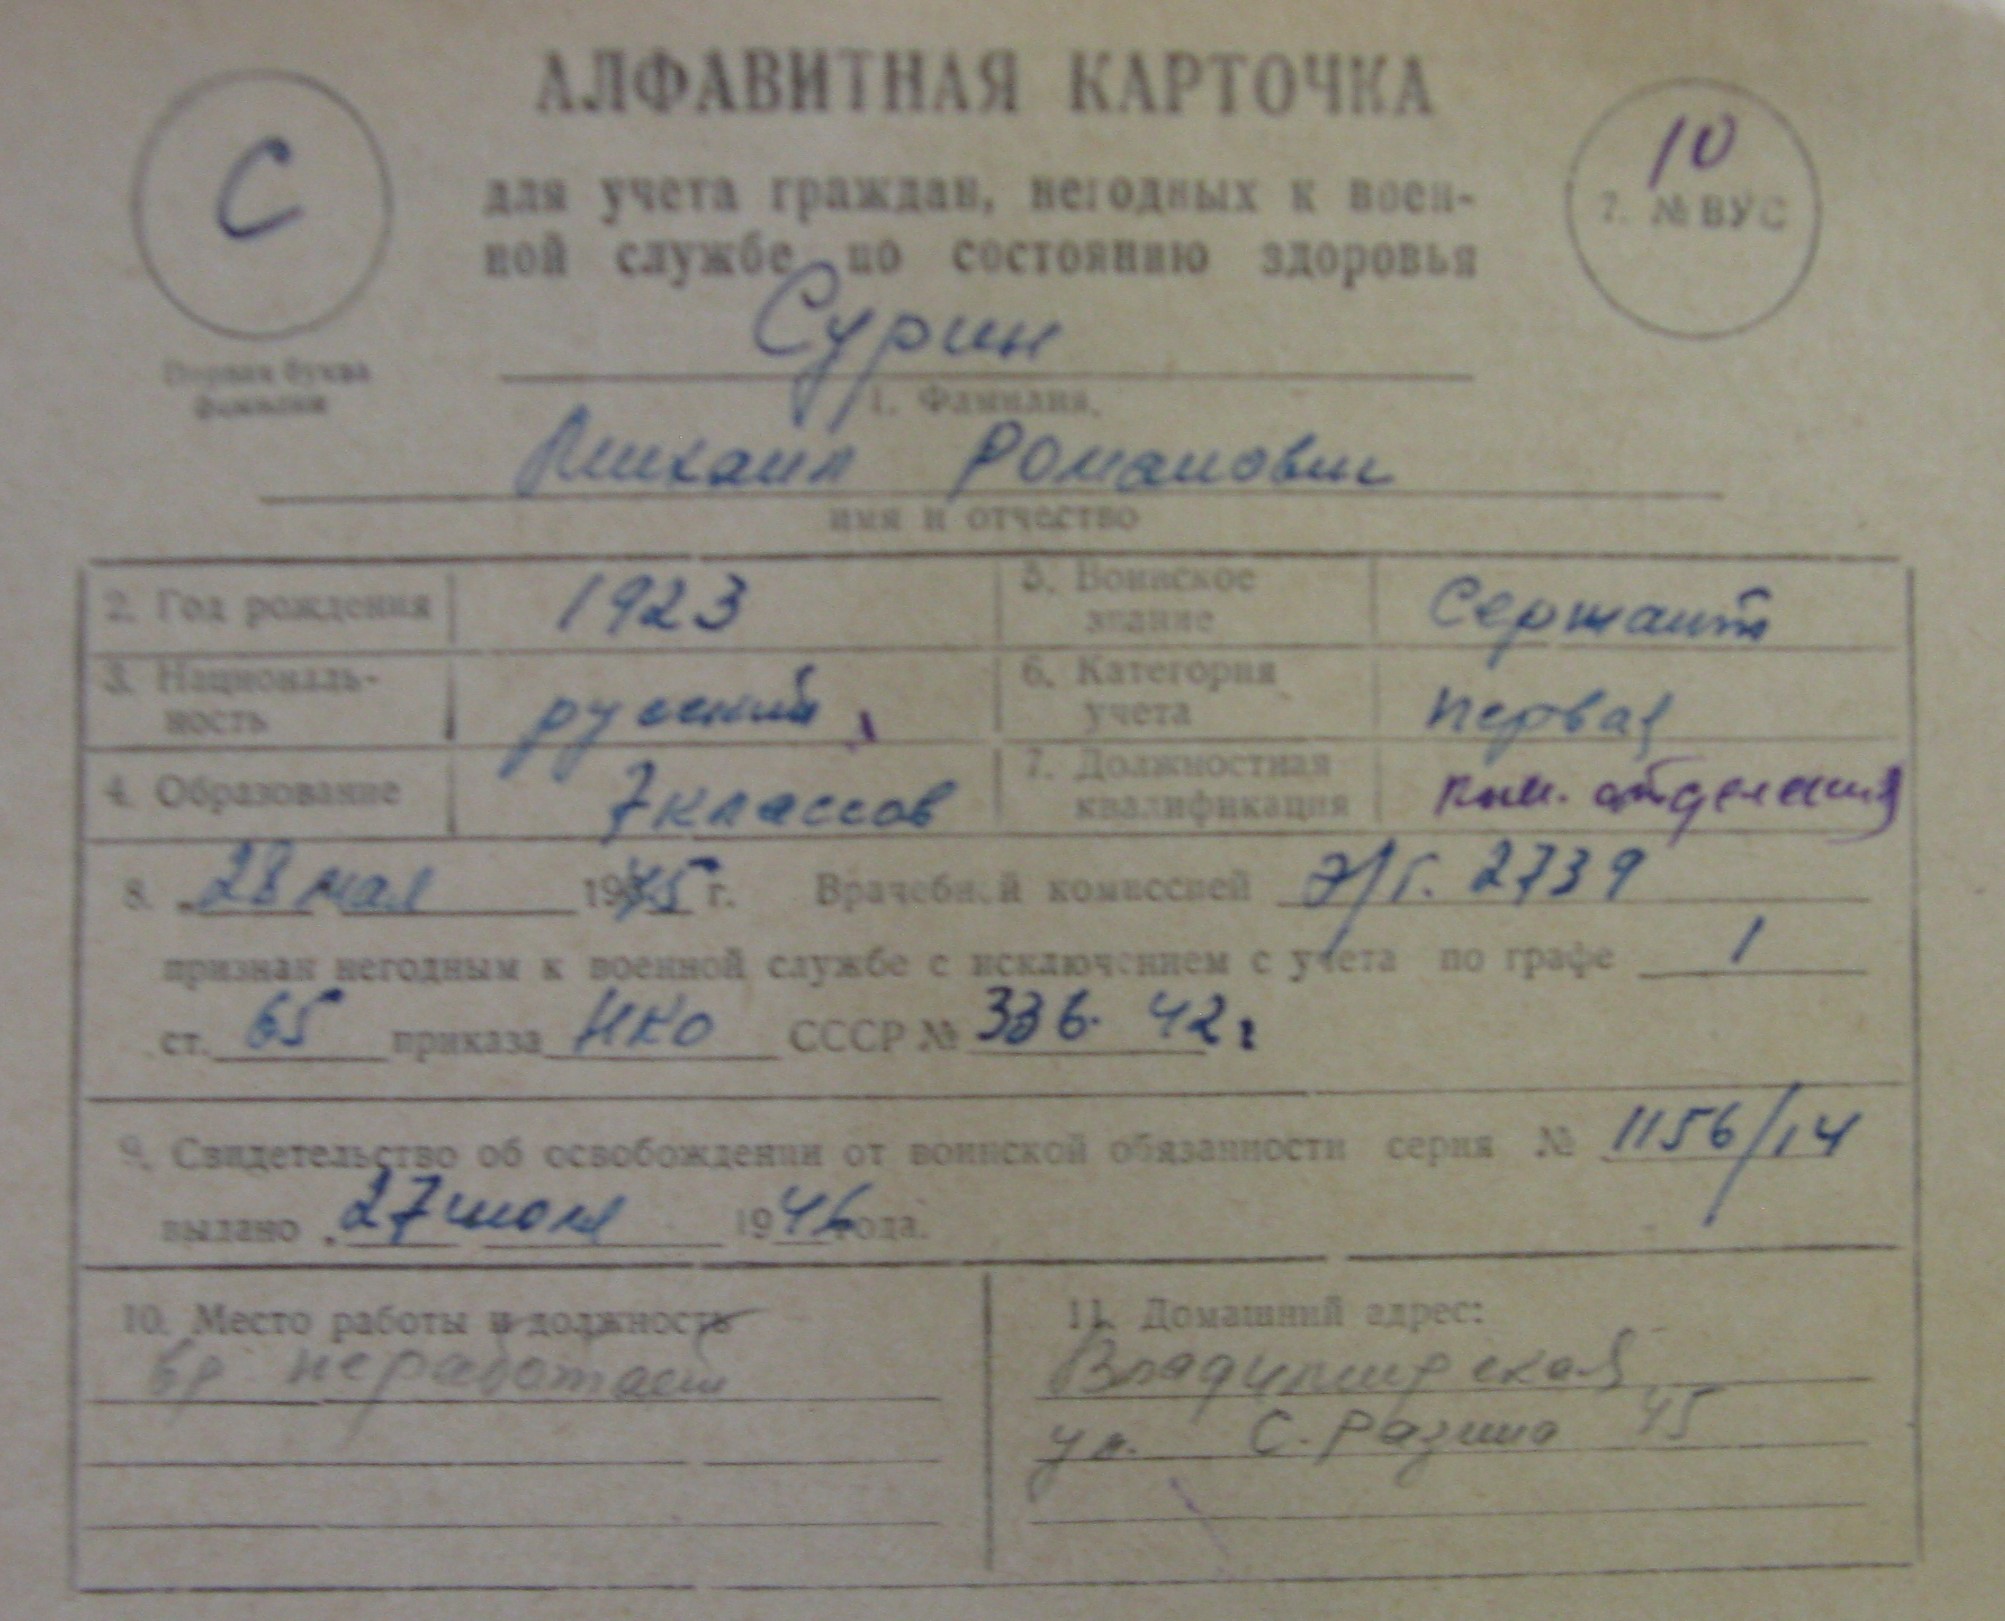 АЛФАВИТНАЯ КАРТОЧКА
С
10
7. № ВУС
для учета граждан, негодных к воен-
ной службе по состоянию здоровья
Сурин
Первая буква
фамилии
1. Фамилия,
Михаил Романович
имя и отчество
2. Год рождения 1923
5. Воинское
звание Сержант
3. Националь-
ность русский
6. Категория
учета первая
4. Образование 7 классов
7. Должностная
квалификация ком. отделения
8. 28 мая 1945 г. Врачебной комиссией э/г. 2739
признан негодным к военной службе с исключением с учета по графе 1
ст. 65 приказа НКО СССР № 336. 42 г
9. Свидетельство об освобождении от воинской обязанности серия № 1156/14
выдано 27 июля 1946 года.
10. Место работы и должность
вр неработает
11. Домашний адрес:
Владимирская
ул. С. Разина 45